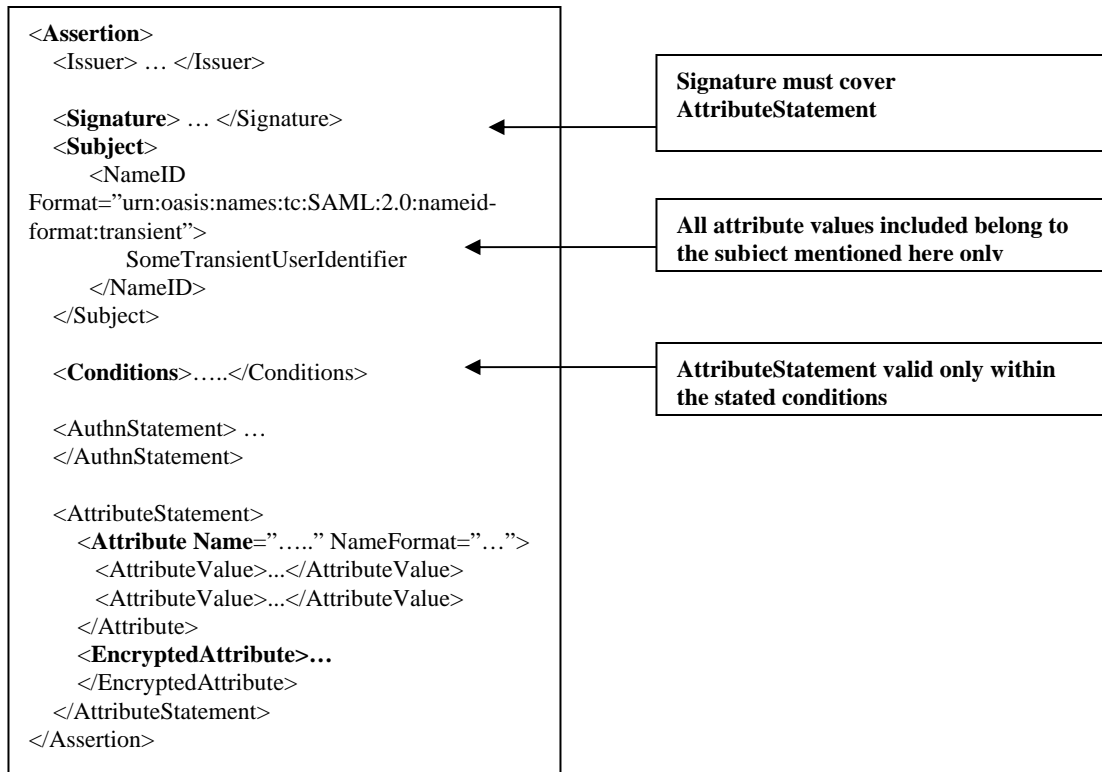 <Assertion>
<Issuer> … </Issuer>
<Signature> … </Signature>
<Subject>
<NameID
Format=”urn:oasis:names:tc:SAML:2.0:nameid-
format:transient”>
SomeTransientUserIdentifier
</NameID>
</Subject>
<Conditions>…..</Conditions>
<AuthnStatement> …
</AuthnStatement>
<AttributeStatement>
<Attribute Name=”…..” NameFormat=”…”>
<AttributeValue>...</AttributeValue>
<AttributeValue>...</AttributeValue>
</Attribute>
<EncryptedAttribute>…
</EncryptedAttribute>
</AttributeStatement>
</Assertion>
Signature must cover
AttributeStatement
All attribute values included belong to
the subject mentioned here only
AttributeStatement valid only within
the stated conditions